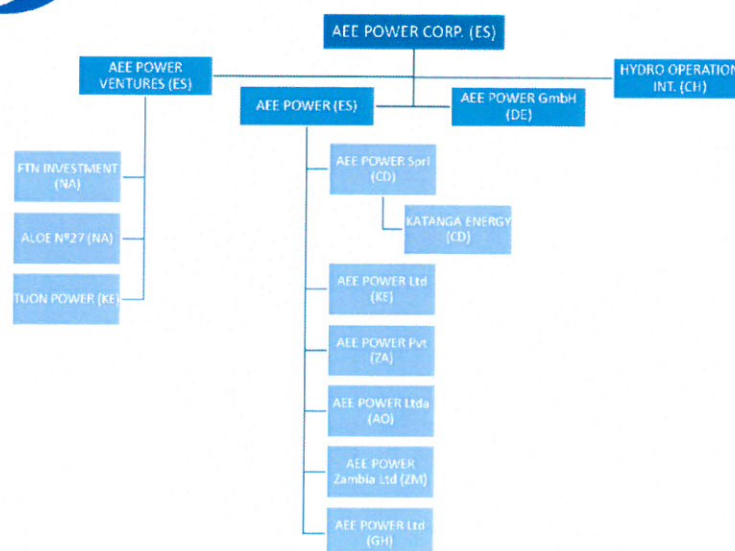 AEE POWER CORP. (ES)
AEE POWER
VENTURES (ES)
HYDRO OPERATION
INT. (CH)
AEE POWER (ES)
AEE POWER GmbH
(DE)
FTN INVESTMENT
(NA)
ALOE Nº27 (NA)
TUON POWER (KE)
AEE POWER Sprl
(CD)
KATANGA ENERGY
(CD)
AEE POWER Ltd
(KE)
AEE POWER Pvt
(ZA)
AEE POWER Ltda
(AO)
AEE POWER
Zambia Ltd (ZM)
AEE POWER Ltd
(GH)